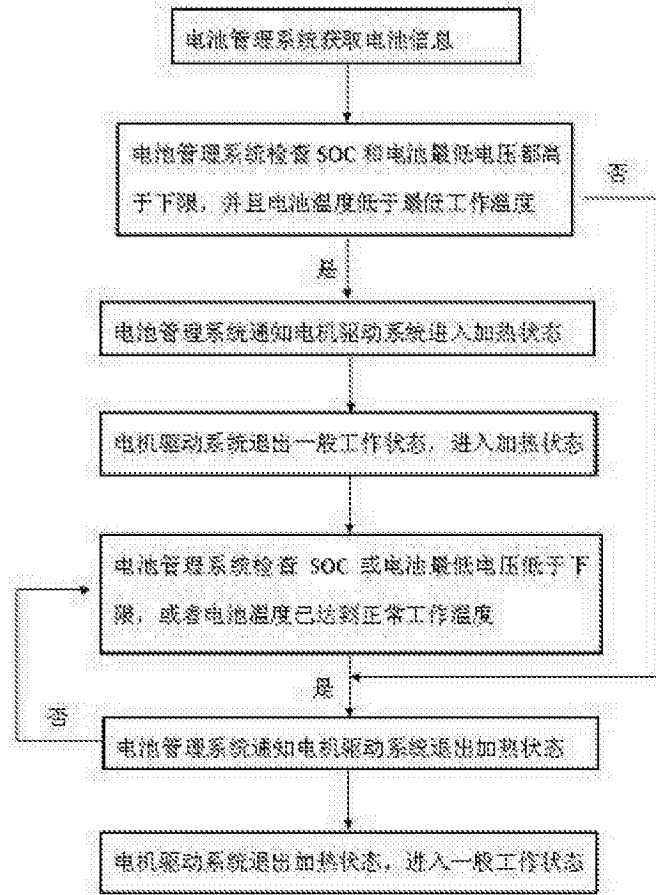 电池管理系统获取电池信息
电池管理系统检查 SOC 和电池最低电压都高
于下限，并且电池温度低于最低工作温度
否
是
电池管理系统通知电机驱动系统进入加热状态
电机驱动系统退出一般工作状态，进入加热状态
电池管理系统检查 SOC 或电池最低电压低于下
限，或者电池温度已达到正常工作温度
是
否
电池管理系统通知电机驱动系统退出加热状态
电机驱动系统退出加热状态，进入一般工作状态